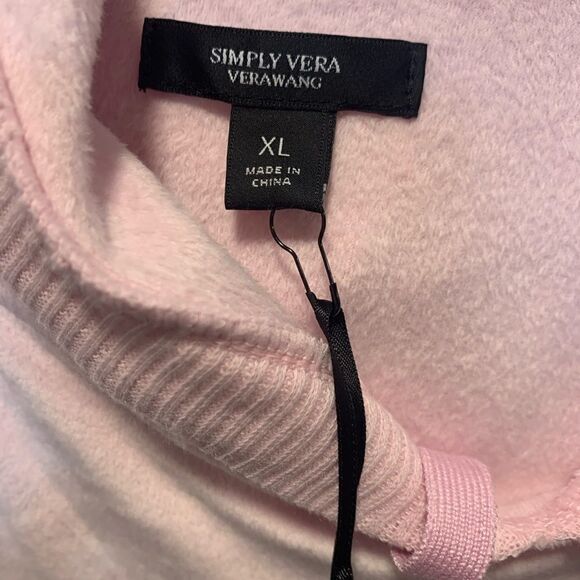 SIMPLY VERA
VERAWANG
XL
MADE IN
CHINA